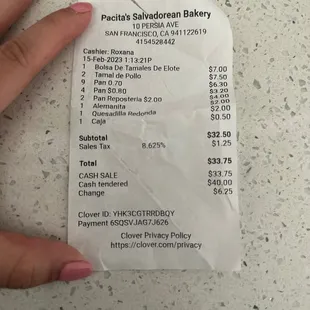 Pacita's Salvadorean Bakery
10 PERSIA AVE
SAN FRANCISCO, CA 941122619
4154528442
Cashier: Roxana
15-Feb-2023 1:13:21P
1 Bolsa De Tamales De Elote $7.00
2 Tamal de Pollo $7.50
9 Pan 0.70 $6.30
4 Pan $0.80 $3.20
2 Pan Reposteria $2.00 $4.00
1 Alemanita $2.00
1 Quesadilla Redonda $2.00
1 Caja $0.50
Subtotal $32.50
Sales Tax 8.625% $1.25
Total $33.75
CASH SALE $33.75
Cash tendered $40.00
Change $6.25
Clover ID: YHK3CGTRRDBQY
Payment 6SQSVJAG7J626
Clover Privacy Policy
https://clover.com/privacy